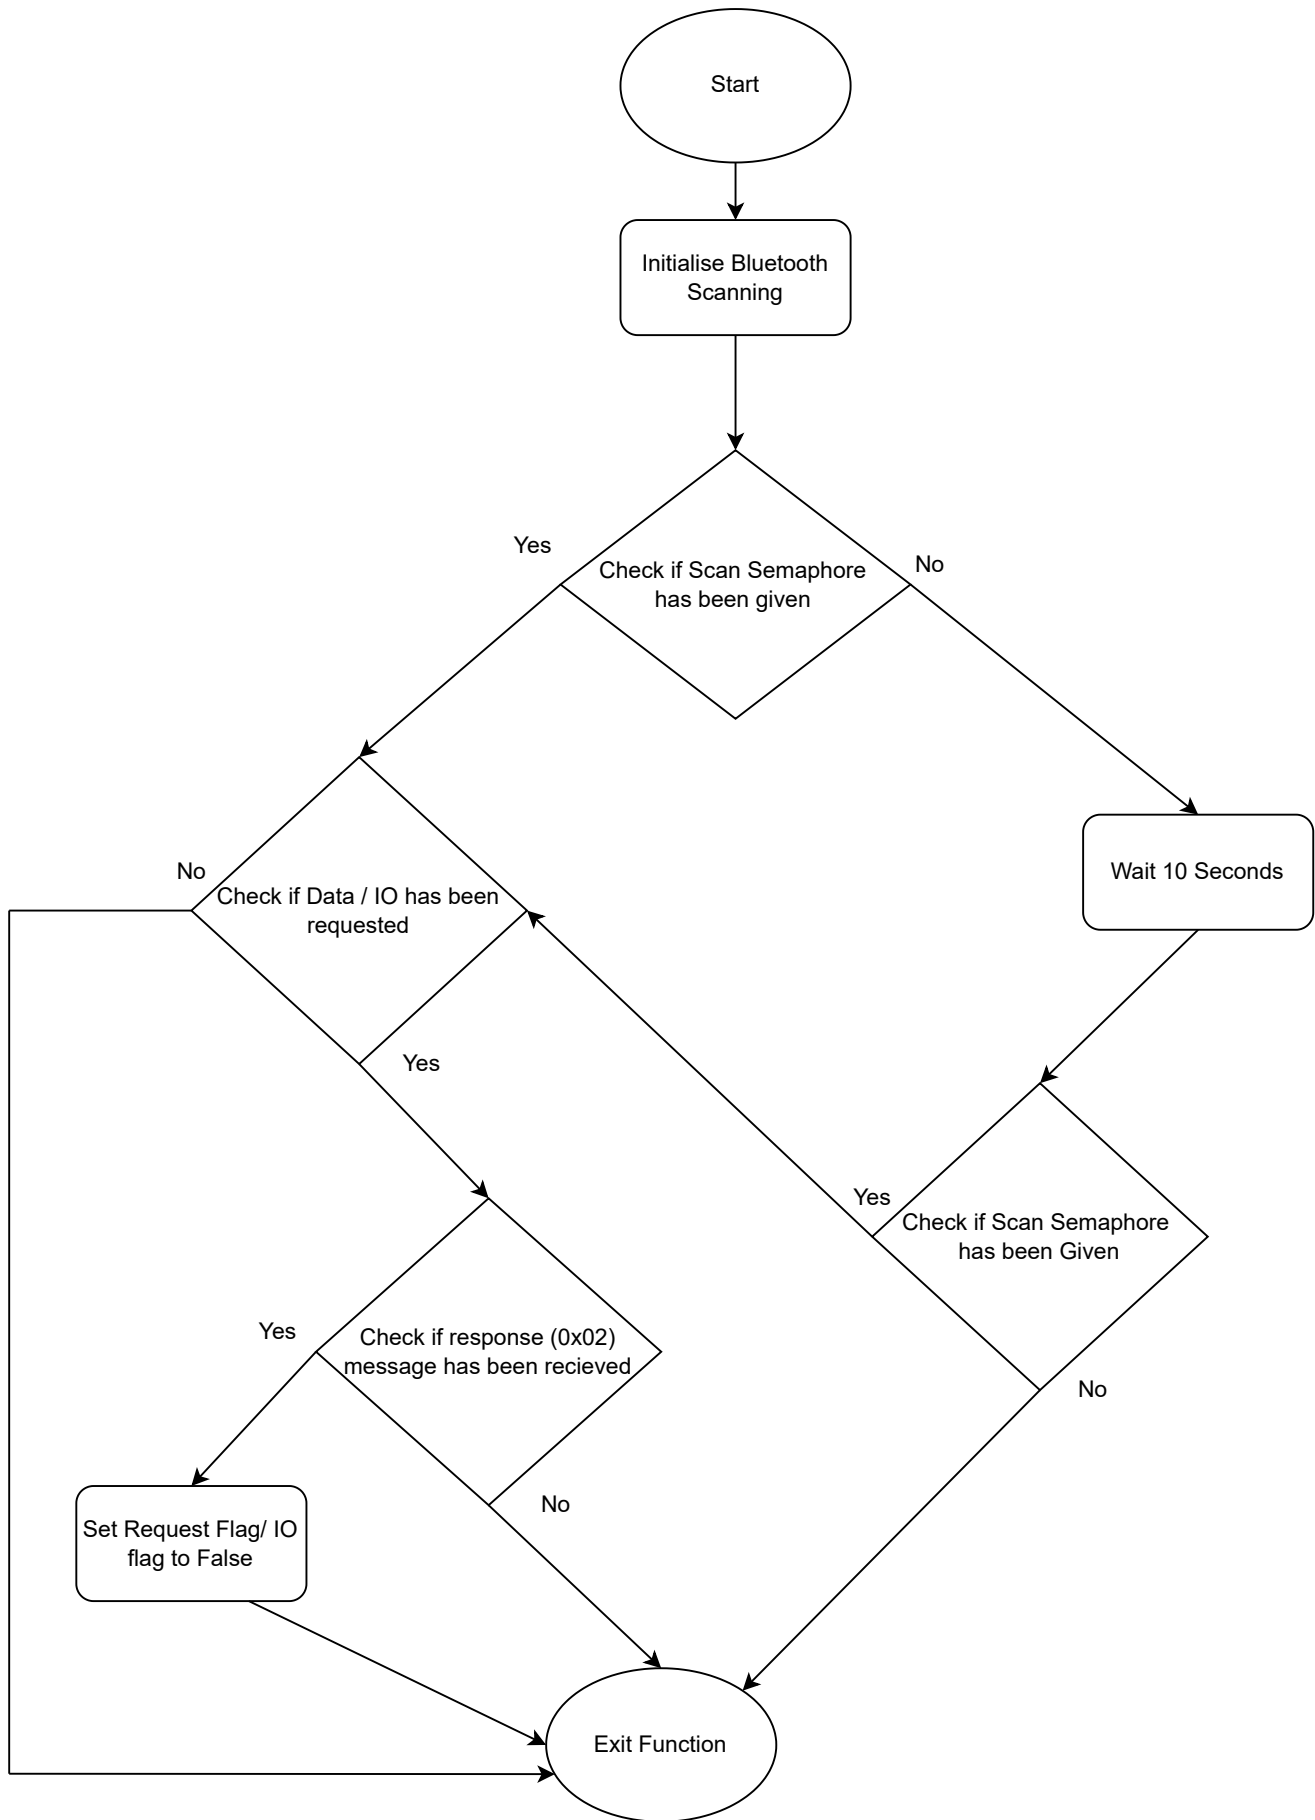 Start
Initialise Bluetooth
Scanning
Yes
No
Check if Scan Semaphore
has been given
No
Wait 10 Seconds
Check if Data / IO has been
requested
Yes
Yes
Check if Scan Semaphore
has been Given
Yes
Check if response (0x02)
message has been recieved
No
No
Set Request Flag/ IO
flag to False
Exit Function